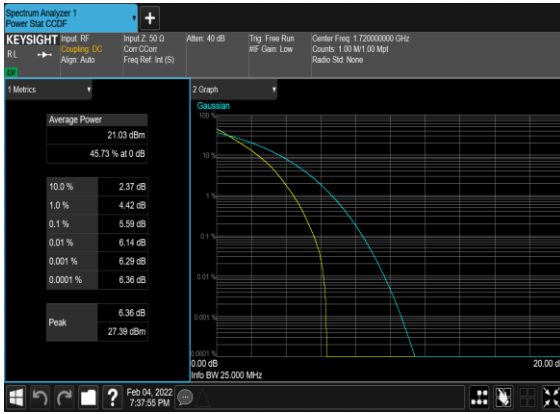 Spectrum Analyzer 1
Power Stat CCDF
KEYSIGHT
RL
Input: RF
Coupling: DC
Align: Auto
Input Z: 50 Ω
Corr CCorr
Freq Ref: Int (S)
Atten: 40 dB
Trig: Free Run
#IF Gain: Low
Center Freq: 1.720000000 GHz
Counts: 1.00 M/1.00 Mpt
Radio Std: None
1 Metrics
Average Power
21.03 dBm
45.73 % at 0 dB
10.0 % 2.37 dB
1.0 % 4.42 dB
0.1 % 5.59 dB
0.01 % 6.14 dB
0.001 % 6.29 dB
0.0001 % 6.36 dB
Peak
6.36 dB
27.39 dBm
2 Graph
Gaussian
100 %
10 %
1 %
0.1 %
0.01 %
0.001 %
0.0001 %
0.00 dB
20.00 d
Info BW 25.000 MHz
Feb 04, 2022
7:37:55 PM